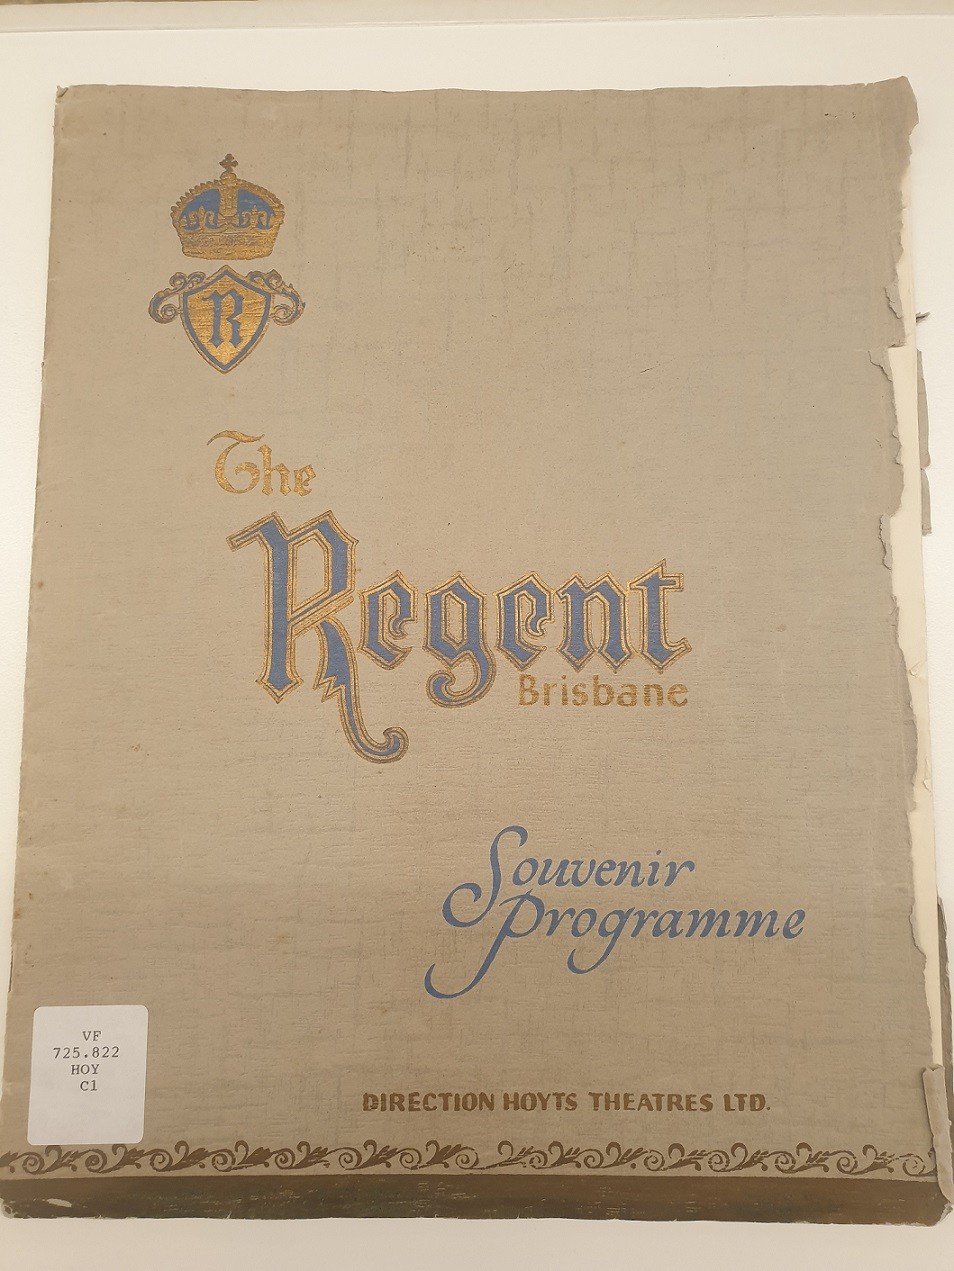 R
The
Regent
Brisbane
Souvenir
Programme
VF
725.822
HOY
C1
DIRECTION HOYTS THEATRES LTD.